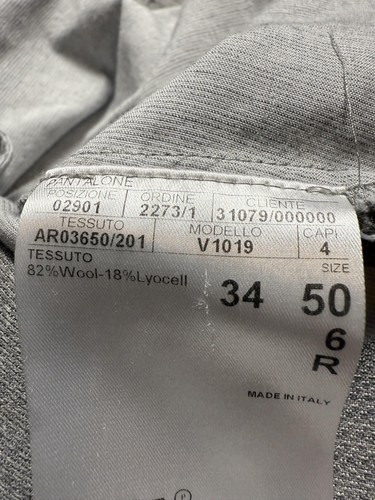 PANTALONE
POSIZIONE ORDINE CLIENTE
02901 2273/1 31079/000000
TESSUTO MODELLO CAPI
AR03650/201 V1019 4
TESSUTO SIZE
82%Wool-18%Lyocell
34 50
6
R
MADE IN ITALY
P